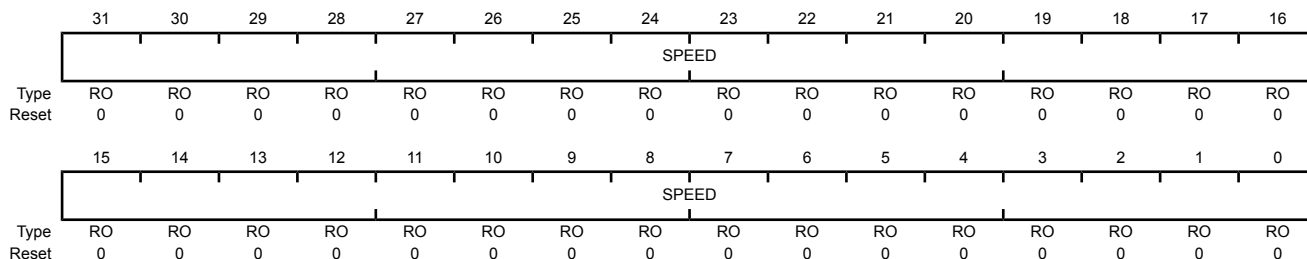 31 30 29 28 27 26 25 24 23 22 21 20 19 18 17 16
SPEED
Type RO RO RO RO RO RO RO RO RO RO RO RO RO RO RO RO
Reset 0 0 0 0 0 0 0 0 0 0 0 0 0 0 0 0
15 14 13 12 11 10 9 8 7 6 5 4 3 2 1 0
SPEED
Type RO RO RO RO RO RO RO RO RO RO RO RO RO RO RO RO
Reset 0 0 0 0 0 0 0 0 0 0 0 0 0 0 0 0